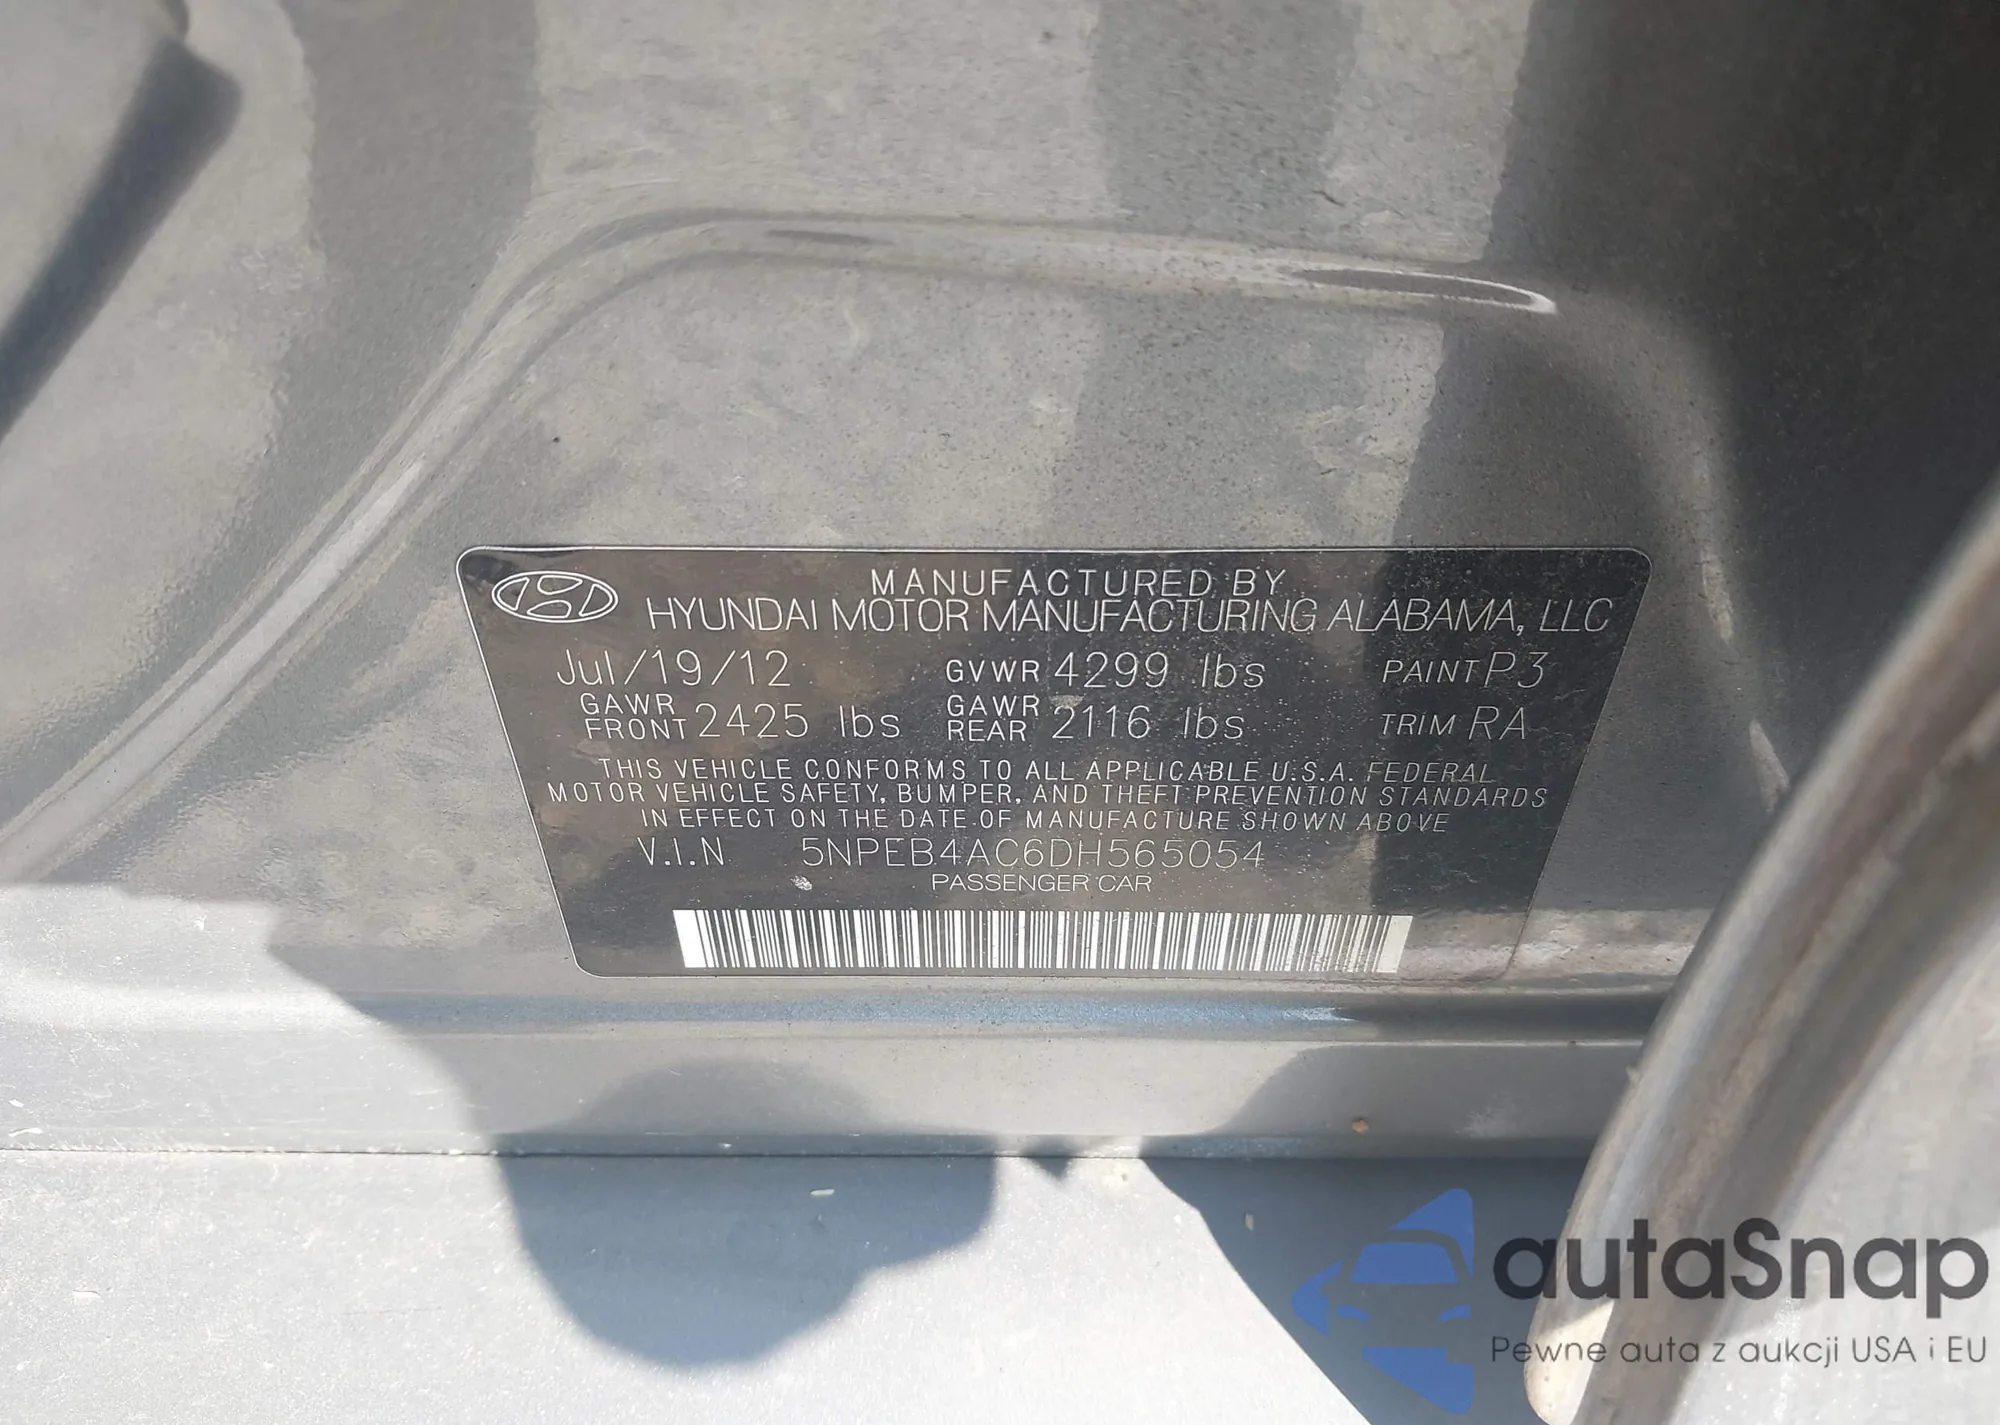 MANUFACTURED BY
HYUNDAI MOTOR MANUFACTURING ALABAMA, LLC
Jul/19/12 GVWR 4299 lbs PAINT P3
GAWR FRONT 2425 lbs GAWR REAR 2116 lbs TRIM RA
THIS VEHICLE CONFORMS TO ALL APPLICABLE U.S.A. FEDERAL
MOTOR VEHICLE SAFETY, BUMPER, AND THEFT PREVENTION STANDARDS
IN EFFECT ON THE DATE OF MANUFACTURE SHOWN ABOVE
V.I.N 5NPEB4AC6DH565054
PASSENGER CAR
autaSnap
Pewne auta z aukcji USA i EU